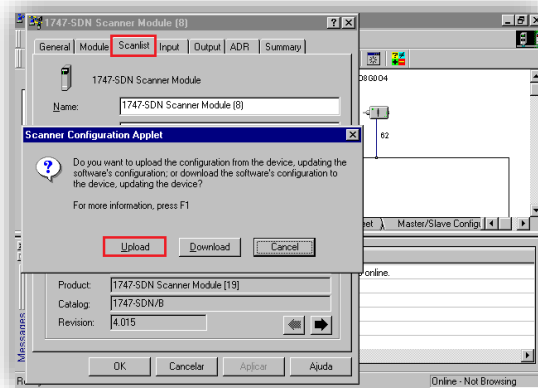 1747-SDN Scanner Module (8)
General Module Scanlist Input Output ADR Summary
1747-SDN Scanner Module
Name: 1747-SDN Scanner Module (8)
62
Scanner Configuration Applet
Do you want to upload the configuration from the device, updating the
software's configuration; or download the software's configuration to
the device, updating the device?
For more information, press F1
Upload Download Cancel
Master/Slave Config
online.
Product: 1747-SDN Scanner Module [19]
Catalog: 1747-SDN/B
Revision: 4.015
Messages
OK Cancelar Aplicar Ajuda
Online - Not Browsing